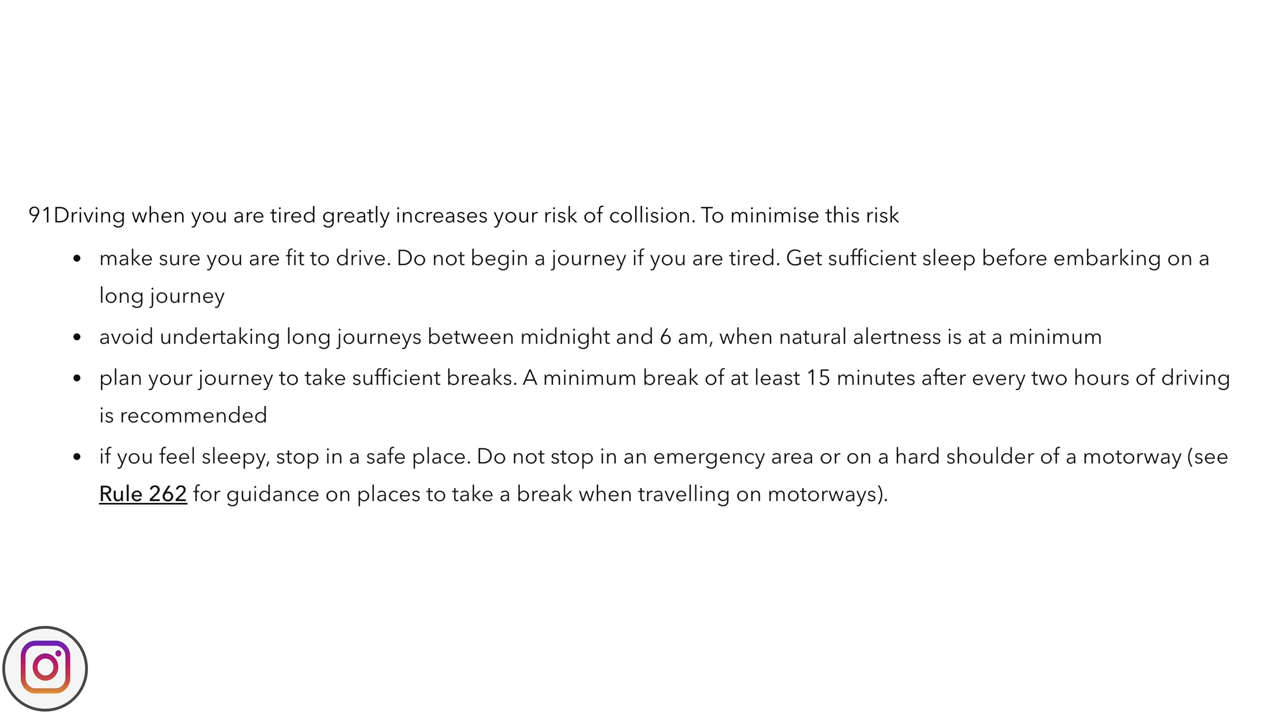 91Driving when you are tired greatly increases your risk of collision. To minimise this risk
• make sure you are fit to drive. Do not begin a journey if you are tired. Get sufficient sleep before embarking on a
long journey
• avoid undertaking long journeys between midnight and 6 am, when natural alertness is at a minimum
• plan your journey to take sufficient breaks. A minimum break of at least 15 minutes after every two hours of driving
is recommended
• if you feel sleepy, stop in a safe place. Do not stop in an emergency area or on a hard shoulder of a motorway (see
Rule 262 for guidance on places to take a break when travelling on motorways).